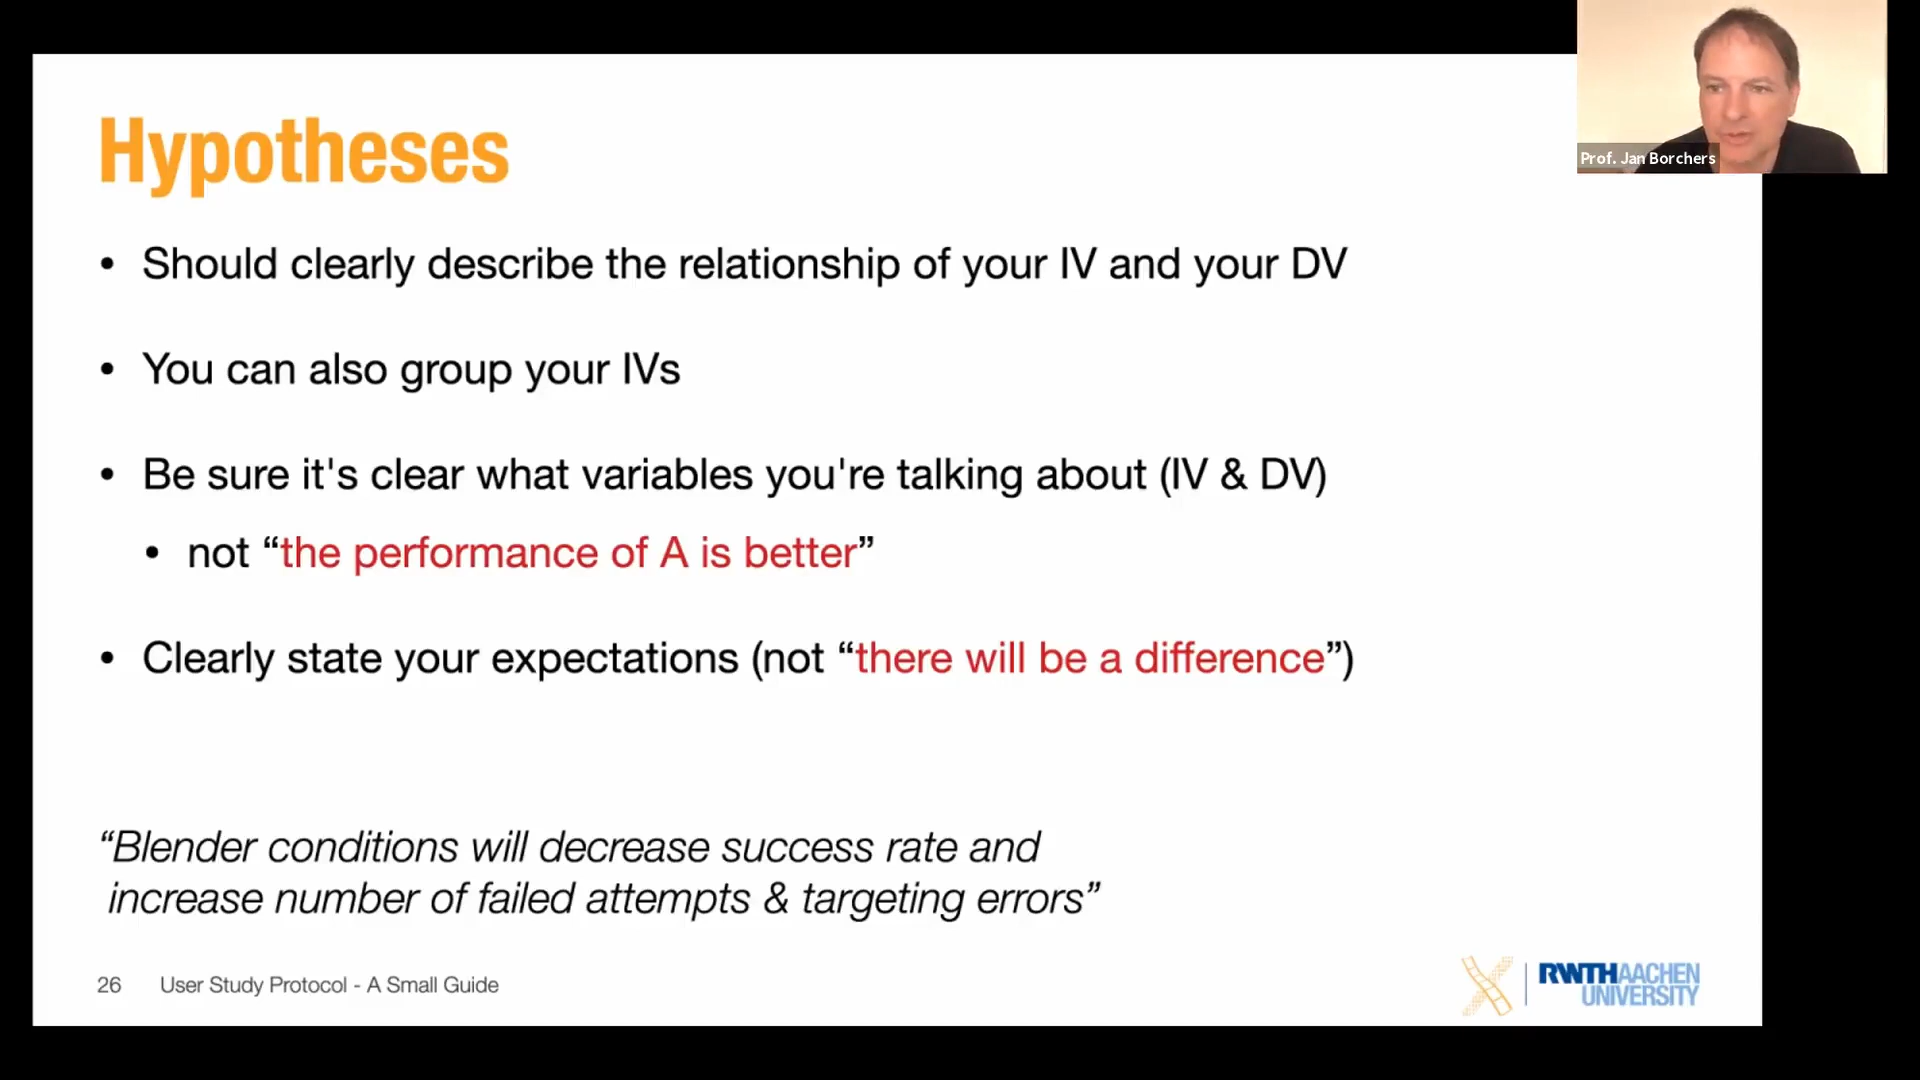 Prof. Jan Borchers
Hypotheses
• Should clearly describe the relationship of your IV and your DV
• You can also group your IVs
• Be sure it's clear what variables you're talking about (IV & DV)
• not “the performance of A is better”
• Clearly state your expectations (not “there will be a difference”)
“Blender conditions will decrease success rate and
increase number of failed attempts & targeting errors”
26 User Study Protocol - A Small Guide
RWTHAACHEN
UNIVERSITY